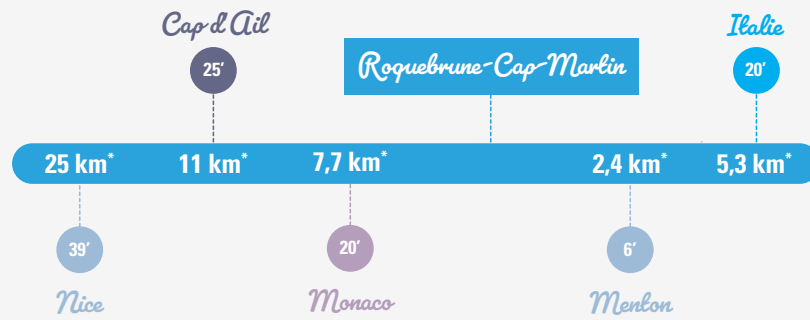 Cap d'Ail
Italie
25'
Roquebrune-Cap-Martin
20'
25 km*
11 km*
7,7 km*
2,4 km*
5,3 km*
39'
20'
6'
Nice
Monaco
Menton